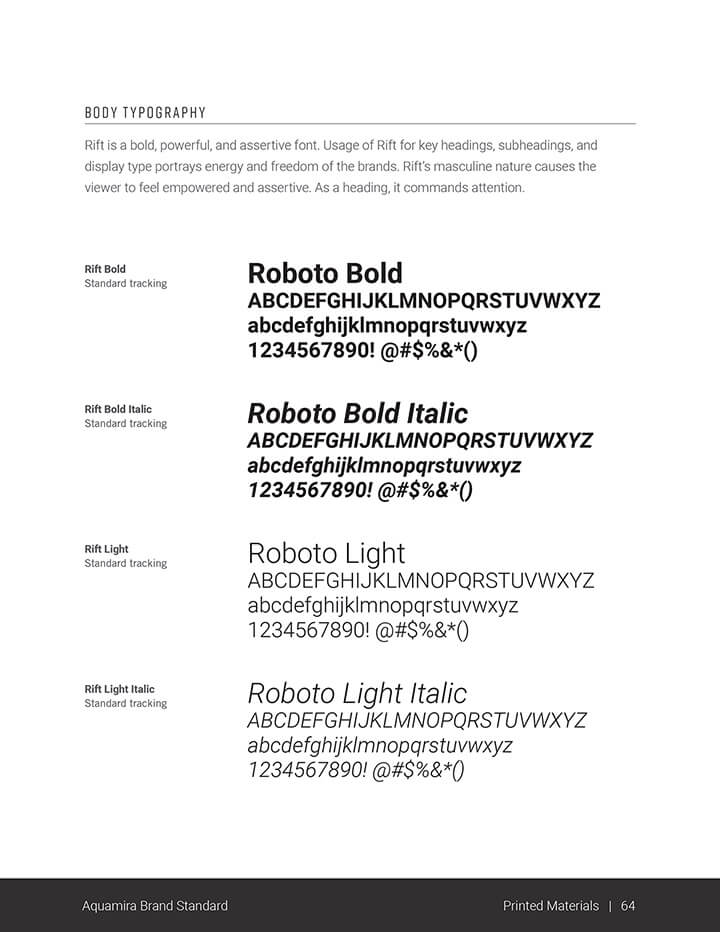 BODY TYPOGRAPHY
Rift is a bold, powerful, and assertive font. Usage of Rift for key headings, subheadings, and
display type portrays energy and freedom of the brands. Rift's masculine nature causes the
viewer to feel empowered and assertive. As a heading, it commands attention.
Rift Bold
Standard tracking
Roboto Bold
ABCDEFGHIJKLMNOPQRSTUVWXYZ
abcdefghijklmnopqrstuvwxyz
1234567890! @#$%&*()
Rift Bold Italic
Standard tracking
Roboto Bold Italic
ABCDEFGHIJKLMNOPQRSTUVWXYZ
abcdefghijklmnopqrstuvwxyz
1234567890! @#$%&*()
Rift Light
Standard tracking
Roboto Light
ABCDEFGHIJKLMNOPQRSTUVWXYZ
abcdefghijklmnopqrstuvwxyz
1234567890! @#$%&*()
Rift Light Italic
Standard tracking
Roboto Light Italic
ABCDEFGHIJKLMNOPQRSTUVWXYZ
abcdefghijklmnopqrstuvwxyz
1234567890! @#$%&*()
Aquamira Brand Standard
Printed Materials | 64